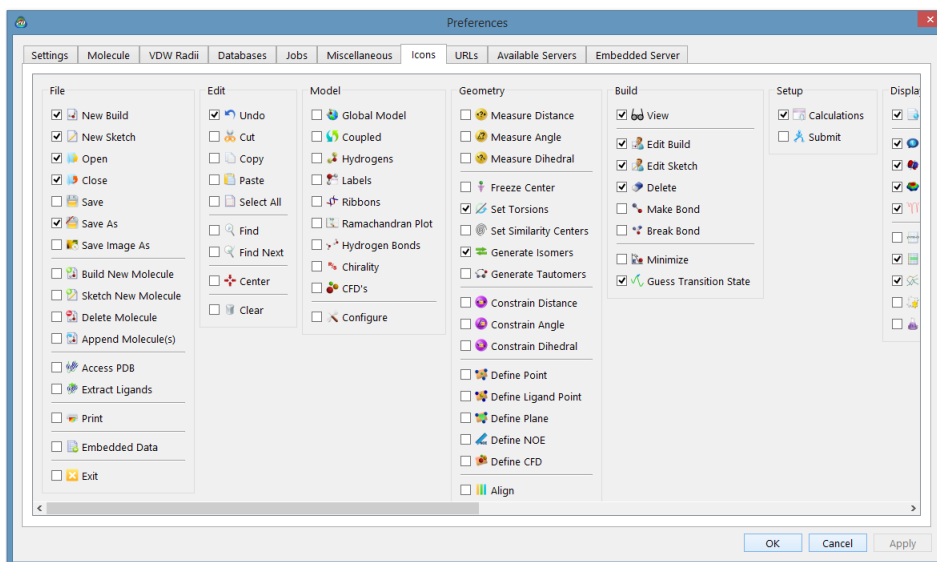 Preferences
Settings Molecule VDW Radii Databases Jobs Miscellaneous Icons URLs Available Servers Embedded Server
File
New Build
New Sketch
Open
Close
Save
Save As
Save Image As
Build New Molecule
Sketch New Molecule
Delete Molecule
Append Molecule(s)
Access PDB
Extract Ligands
Print
Embedded Data
Exit
Edit
Undo
Cut
Copy
Paste
Select All
Find
Find Next
Center
Clear
Model
Global Model
Coupled
Hydrogens
Labels
Ribbons
Ramachandran Plot
Hydrogen Bonds
Chirality
CFD's
Configure
Geometry
Measure Distance
Measure Angle
Measure Dihedral
Freeze Center
Set Torsions
Set Similarity Centers
Generate Isomers
Generate Tautomers
Constrain Distance
Constrain Angle
Constrain Dihedral
Define Point
Define Ligand Point
Define Plane
Define NOE
Define CFD
Align
Build
View
Edit Build
Edit Sketch
Delete
Make Bond
Break Bond
Minimize
Guess Transition State
Setup
Calculations
Submit
Displa
OK Cancel Apply